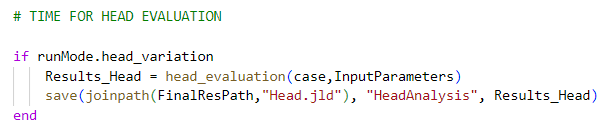 # TIME FOR HEAD EVALUATION
if runMode.head_variation
Results_Head = head_evaluation(case,InputParameters)
save(joinpath(FinalResPath,"Head.jld"), "HeadAnalysis", Results_Head)
end